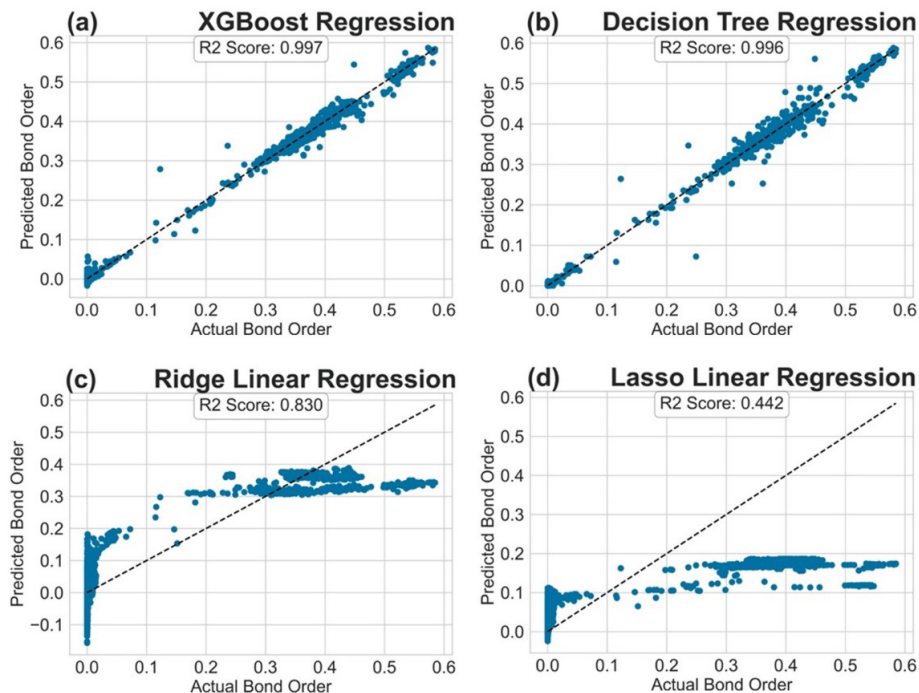 (a) XGBoost Regression
R2 Score: 0.997
Predicted Bond Order
0.6
0.5
0.4
0.3
0.2
0.1
0.0
0.0 0.1 0.2 0.3 0.4 0.5 0.6
Actual Bond Order
(b) Decision Tree Regression
R2 Score: 0.996
Predicted Bond Order
0.6
0.5
0.4
0.3
0.2
0.1
0.0
0.0 0.1 0.2 0.3 0.4 0.5 0.6
Actual Bond Order
(c) Ridge Linear Regression
R2 Score: 0.830
Predicted Bond Order
0.6
0.5
0.4
0.3
0.2
0.1
0.0
−0.1
0.0 0.1 0.2 0.3 0.4 0.5 0.6
Actual Bond Order
(d) Lasso Linear Regression
R2 Score: 0.442
Predicted Bond Order
0.6
0.5
0.4
0.3
0.2
0.1
0.0
0.0 0.1 0.2 0.3 0.4 0.5 0.6
Actual Bond Order